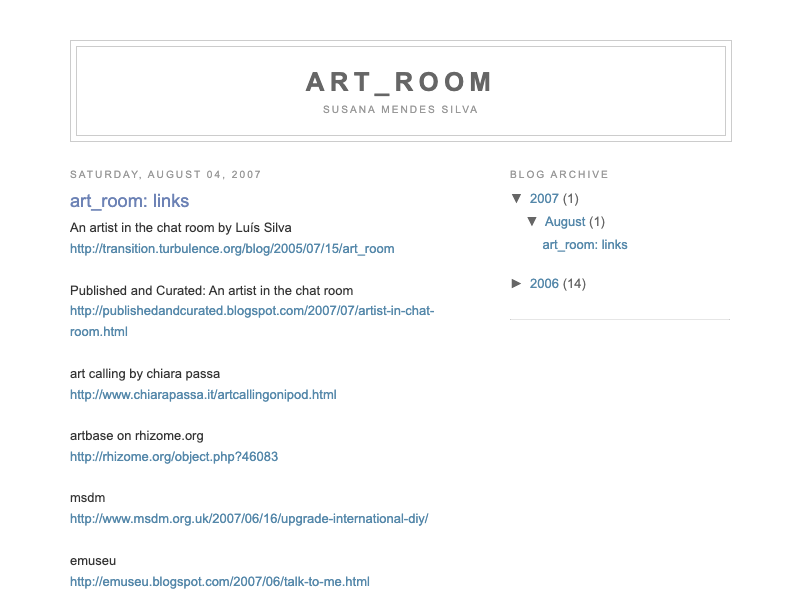 ART_ROOM
SUSANA MENDES SILVA
SATURDAY, AUGUST 04, 2007
art_room: links
An artist in the chat room by Luís Silva
http://transition.turbulence.org/blog/2005/07/15/art_room
Published and Curated: An artist in the chat room
http://publishedandcurated.blogspot.com/2007/07/artist-in-chat-
room.html
art calling by chiara passa
http://www.chiarapassa.it/artcallingonipod.html
artbase on rhizome.org
http://rhizome.org/object.php?46083
msdm
http://www.msdm.org.uk/2007/06/16/upgrade-international-diy/
emuseu
http://emuseu.blogspot.com/2007/06/talk-to-me.html
BLOG ARCHIVE
▼ 2007 (1)
▼ August (1)
art_room: links
► 2006 (14)